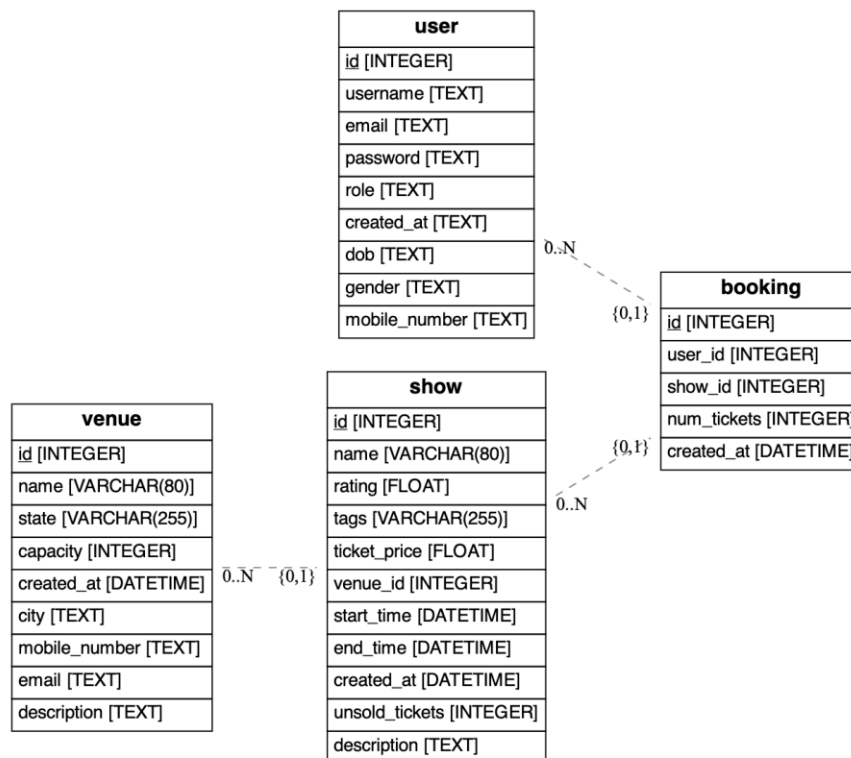 user
id [INTEGER]
username [TEXT]
email [TEXT]
password [TEXT]
role [TEXT]
created_at [TEXT]
dob [TEXT]
gender [TEXT]
mobile_number [TEXT]
0..N
{0,1}
booking
id [INTEGER]
user_id [INTEGER]
show_id [INTEGER]
num_tickets [INTEGER]
created_at [DATETIME]
{0,1}
0..N
show
id [INTEGER]
name [VARCHAR(80)]
rating [FLOAT]
tags [VARCHAR(255)]
ticket_price [FLOAT]
venue_id [INTEGER]
start_time [DATETIME]
end_time [DATETIME]
created_at [DATETIME]
unsold_tickets [INTEGER]
description [TEXT]
0..N
{0,1}
venue
id [INTEGER]
name [VARCHAR(80)]
state [VARCHAR(255)]
capacity [INTEGER]
created_at [DATETIME]
city [TEXT]
mobile_number [TEXT]
email [TEXT]
description [TEXT]